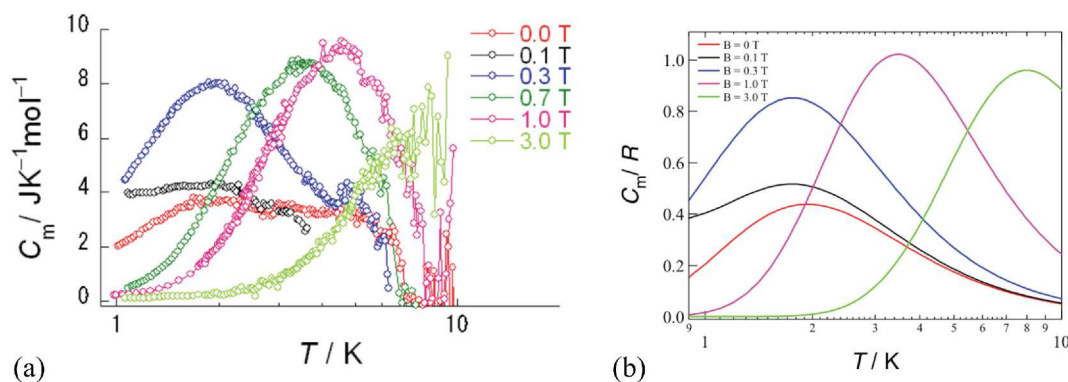 10
8
6
4
2
0
C_m / JK⁻¹mol⁻¹
0.0 T
0.1 T
0.3 T
0.7 T
1.0 T
3.0 T
1
10
T / K
(a)
1.0
0.8
0.6
0.4
0.2
0.0
C_m / R
B = 0 T
B = 0.1 T
B = 0.3 T
B = 1.0 T
B = 3.0 T
9 2 3 4 5 6 7 8 9
1 10
T / K
(b)